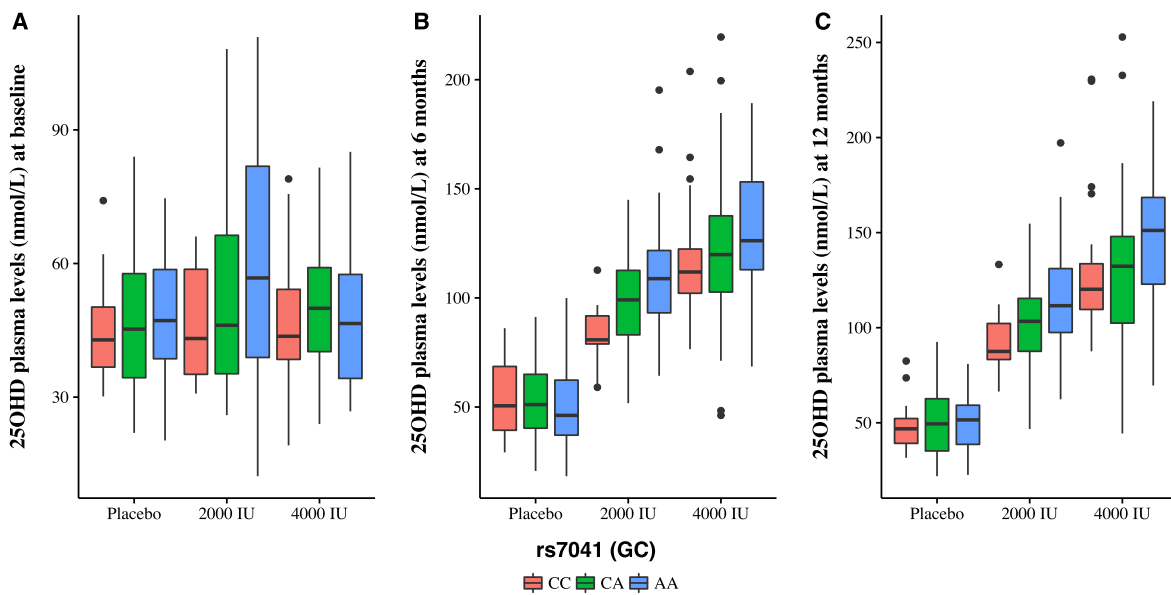 A
25OHD plasma levels (nmol/L) at baseline
90
60
30
Placebo 2000 IU 4000 IU
B
25OHD plasma levels (nmol/L) at 6 months
200
150
100
50
Placebo 2000 IU 4000 IU
C
25OHD plasma levels (nmol/L) at 12 months
250
200
150
100
50
Placebo 2000 IU 4000 IU
rs7041 (GC)
CC CA AA